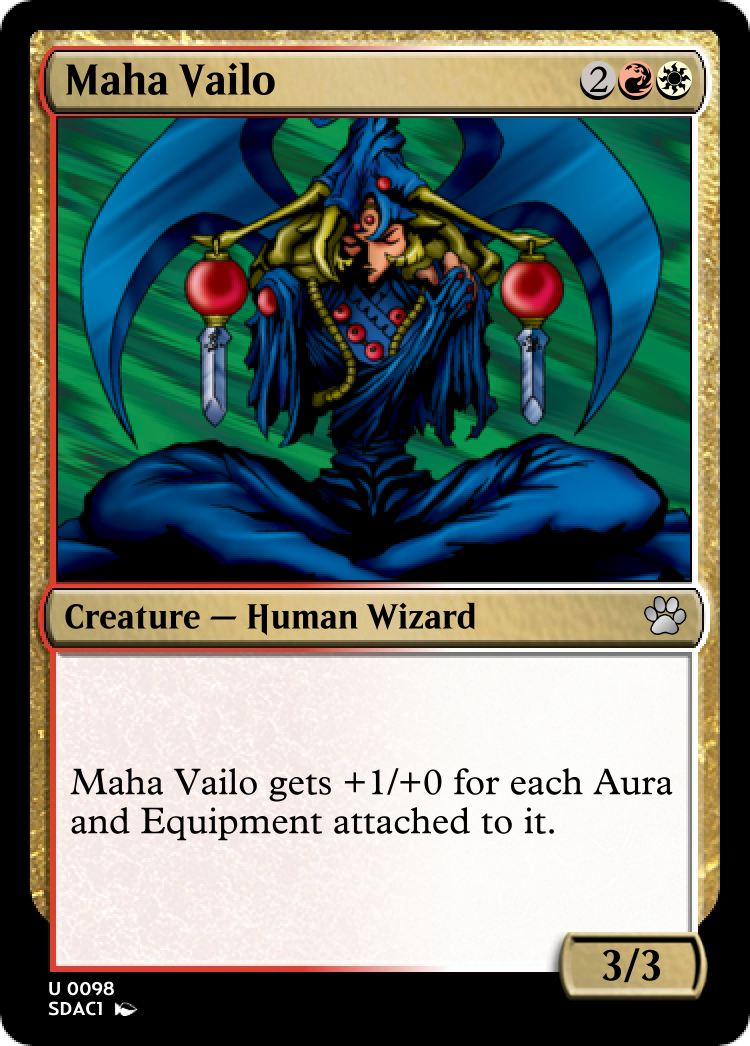 Maha Vailo 2
Creature — Human Wizard
Maha Vailo gets +1/+0 for each Aura
and Equipment attached to it.
3/3
U 0098
SDAC1